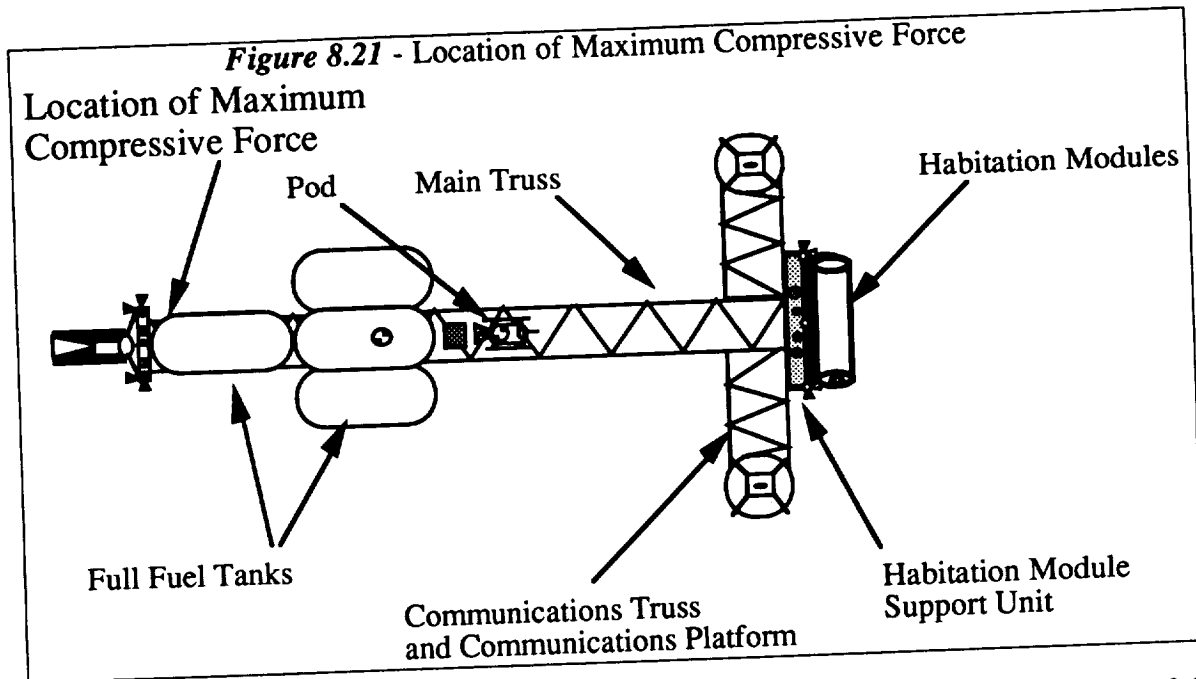 Figure 8.21 - Location of Maximum Compressive Force
Location of Maximum
Compressive Force
Pod
Main Truss
Habitation Modules
Full Fuel Tanks
Communications Truss
and Communications Platform
Habitation Module
Support Unit